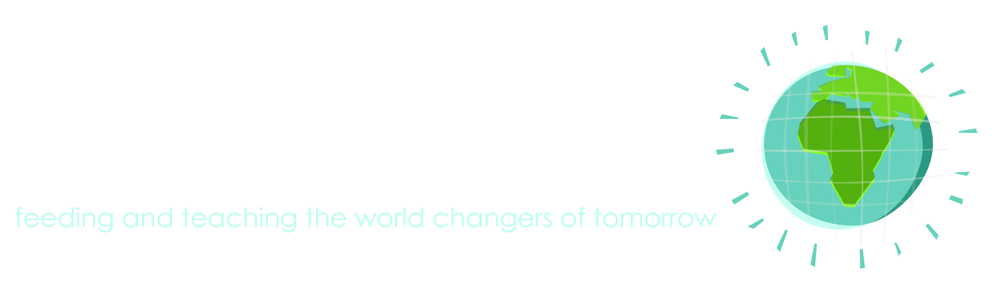 feeding and teaching the world changers of tomorrow